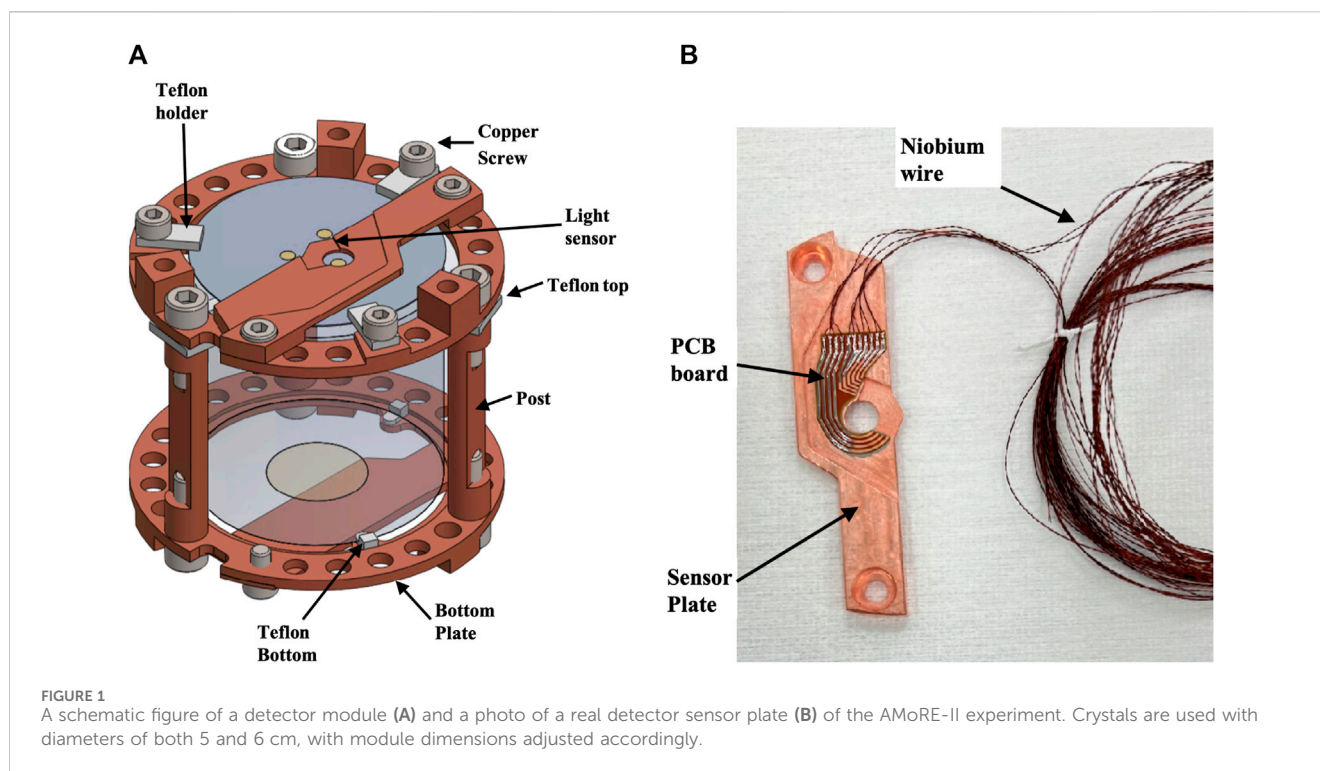 A
Teflon
holder
Copper
Screw
Light
sensor
Teflon top
Post
Bottom
Plate
Teflon
Bottom
B
Niobium
wire
PCB
board
Sensor
Plate
FIGURE 1
A schematic figure of a detector module (A) and a photo of a real detector sensor plate (B) of the AMoRE-II experiment. Crystals are used with
diameters of both 5 and 6 cm, with module dimensions adjusted accordingly.